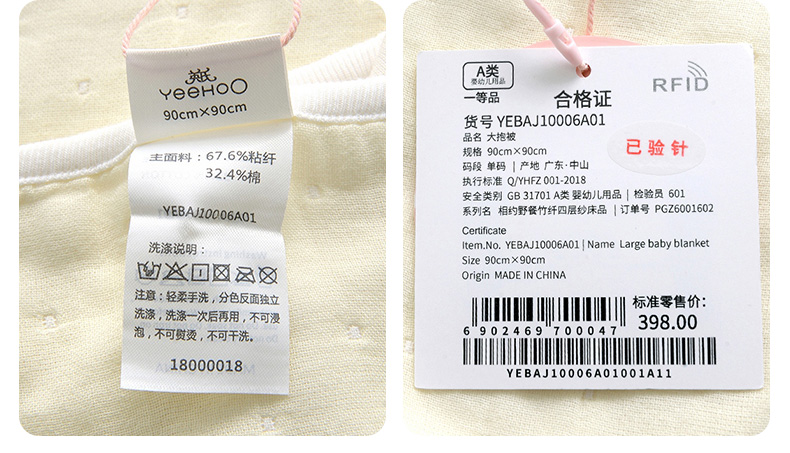 YeeHoO
90cm×90cm
主面料：67.6%粘纤
32.4%棉
YEBAJ10006A01
洗涤说明：
注意：轻柔手洗，分色反面独立
洗涤，洗涤一次后再用，不可浸
泡，不可熨烫，不可干洗。
18000018
A类
婴幼儿用品
一等品
RFID
合格证
货号 YEBAJ10006A01
品名 大抱被
规格 90cm×90cm
已验针
码段 单码 | 产地 广东·中山
执行标准 Q/YHFZ 001-2018
安全类别 GB 31701 A类 婴幼儿用品 | 检验员 601
系列名 相约野餐竹纤四层纱床品 | 订单号 PGZ6001602
Certificate
Item.No. YEBAJ10006A01 | Name Large baby blanket
Size 90cm×90cm
Origin MADE IN CHINA
标准零售价：
398.00
6 902469 700047
YEBAJ10006A01001A11